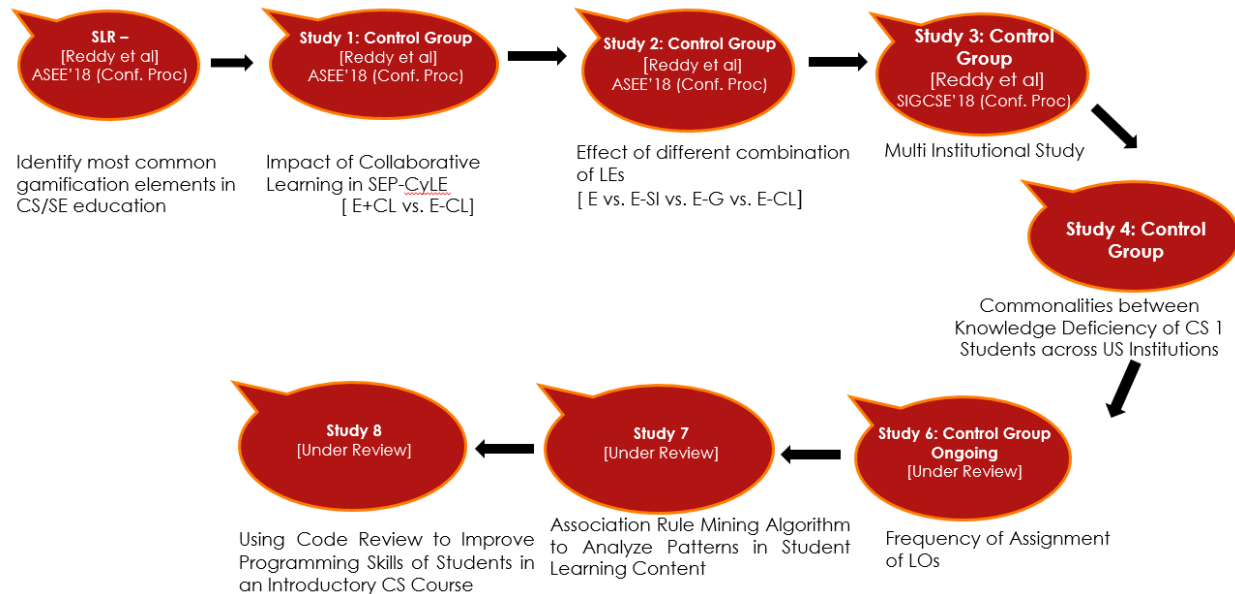 SLR –
[Reddy et al]
ASEE'18 (Conf. Proc)
Identify most common
gamification elements in
CS/SE education
Study 1: Control Group
[Reddy et al]
ASEE'18 (Conf. Proc)
Impact of Collaborative
Learning in SEP-CyLE
[ E+CL vs. E-CL]
Study 2: Control Group
[Reddy et al]
ASEE'18 (Conf. Proc)
Effect of different combination
of LEs
[ E vs. E-SI vs. E-G vs. E-CL]
Study 3: Control
Group
[Reddy et al]
SIGCSE'18 (Conf. Proc)
Multi Institutional Study
Study 4: Control
Group
Commonalities between
Knowledge Deficiency of CS 1
Students across US Institutions
Study 6: Control Group
Ongoing
[Under Review]
Frequency of Assignment
of LOs
Study 7
[Under Review]
Association Rule Mining Algorithm
to Analyze Patterns in Student
Learning Content
Study 8
[Under Review]
Using Code Review to Improve
Programming Skills of Students in
an Introductory CS Course